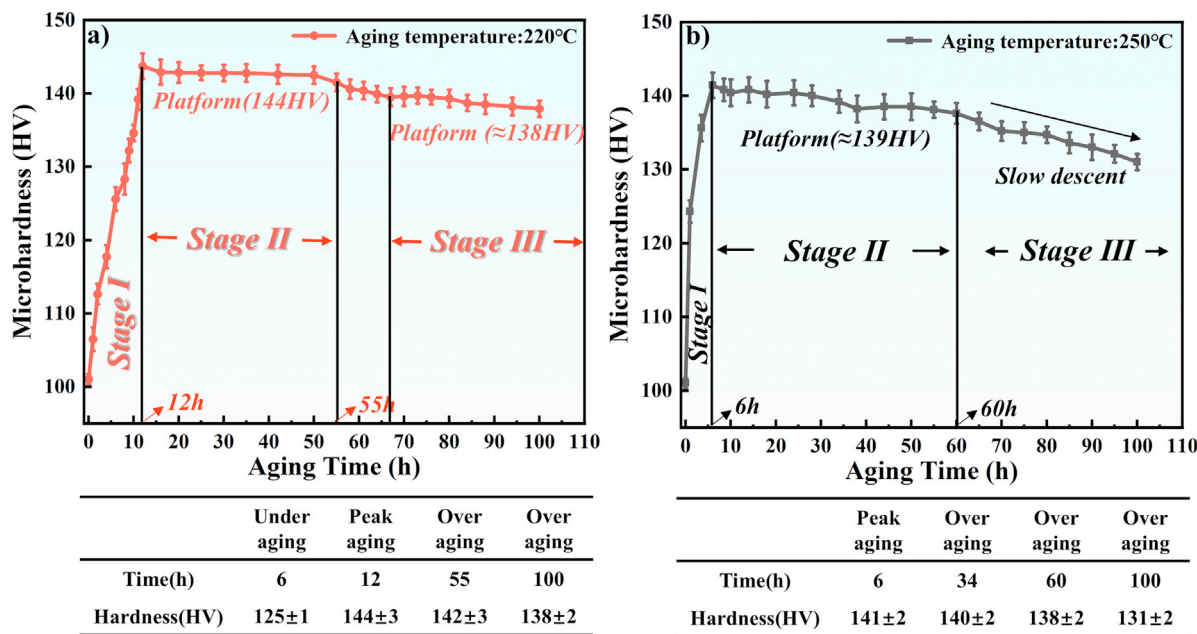 a)
Aging temperature:220℃
Platform(144HV)
Platform (≈138HV)
Stage I
Stage II
Stage III
12h
55h
Microhardness (HV)
150
140
130
120
110
100
0 10 20 30 40 50 60 70 80 90 100 110
Aging Time (h)
Under aging Peak aging Over aging Over aging
Time(h) 6 12 55 100
Hardness(HV) 125±1 144±3 142±3 138±2
b)
Aging temperature:250℃
Platform(≈139HV)
Slow descent
Stage I
Stage II
Stage III
6h
60h
Microhardness (HV)
150
140
130
120
110
100
0 10 20 30 40 50 60 70 80 90 100 110
Aging Time (h)
Peak aging Over aging Over aging Over aging
Time(h) 6 34 60 100
Hardness(HV) 141±2 140±2 138±2 131±2